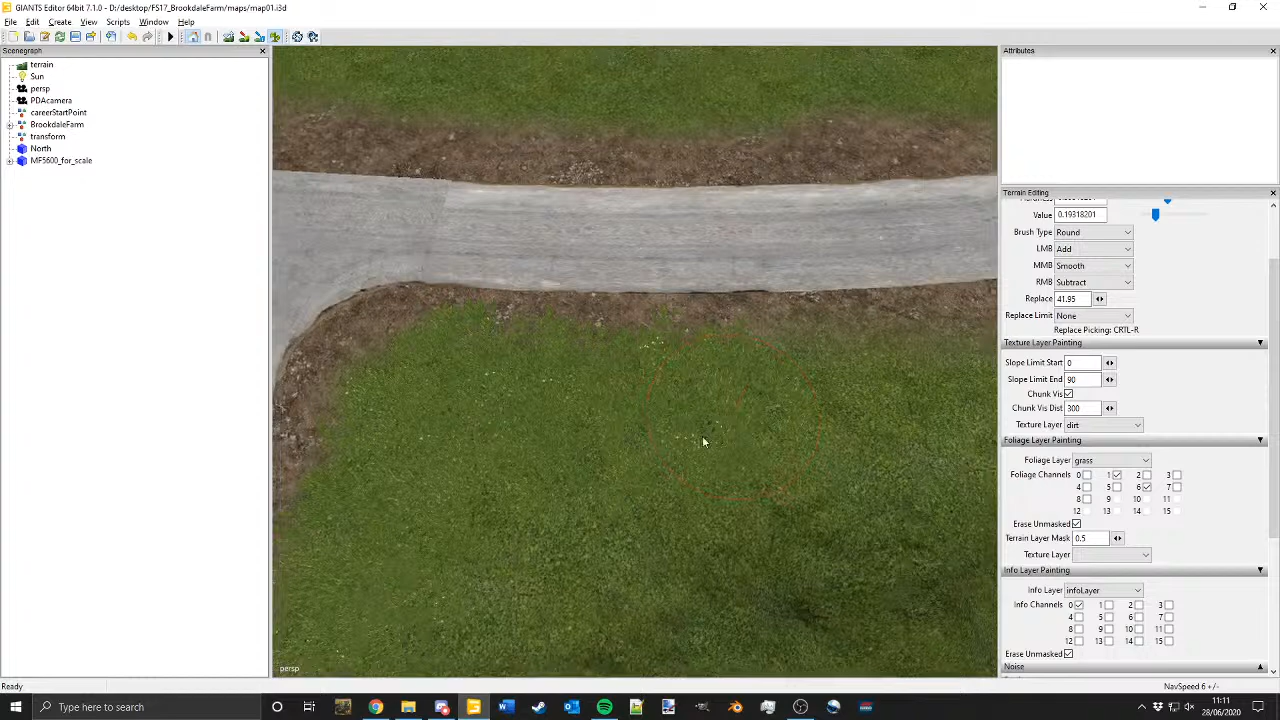 GIANTS Editor 64bit 7.1.0 - D:/desktop/FS17_BrookdaleFarm/maps/map01.i3d
File Edit Create View Scripts Window Help
Scenegraph
terrain
Sun
persp
PDAcamera
careerStartPoint
BrookdaleFarm
transform
North
MF5600_for_scale
persp
Attributes
Terrain Editing
Value 0.19318201
Brush Type Round
LMB Add
MMB Smooth
RMB Subtract
Replace 41.95
Replace Limit None
Replace Picking: CRTL-R
Texture Layer Painting
Slope Limit Start 0
Slope Limit End 90
Chunk Vis
Chunk Vis Dist 300
Texture Layer dirt
Foliage Layer Painting
Foliage Layer grass
Foliage Channels 0 1 2 3
4 5 6 7
8 9 10 11
12 13 14 15
Erase Unmasked
Terrain Layer Mask 0.5
Texture Layer
Info Layer Painting
Info Layer infoLayer
Info Channels 0 1 2 3
4 5 6 7
8 9 10 11
12 13 14 15
Erase Unmasked
Noise
Ready
NavSpeed 6 +/-
Type here to search
11:11
28/06/2020